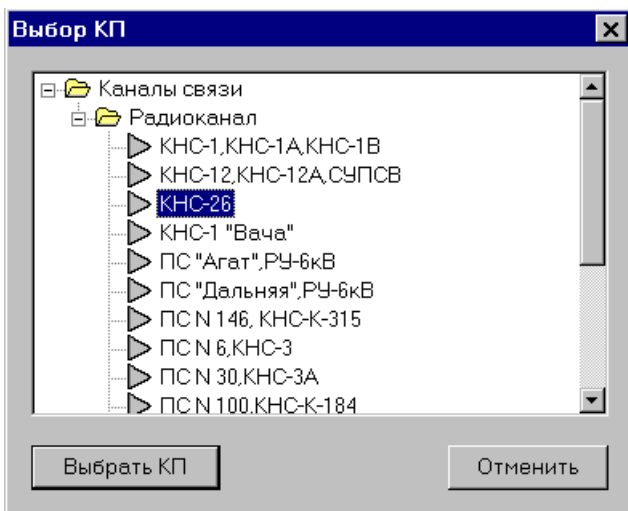 Выбор КП
Каналы связи
Радиоканал
КНС-1,КНС-1А,КНС-1В
КНС-12,КНС-12А,СУПСВ
КНС-26
КНС-1 "Вача"
ПС "Агат",РУ-6кВ
ПС "Дальняя",РУ-6кВ
ПС N 146, КНС-К-315
ПС N 6,КНС-3
ПС N 30,КНС-3А
ПС N 100,КНС-К-184
Выбрать КП
Отменить